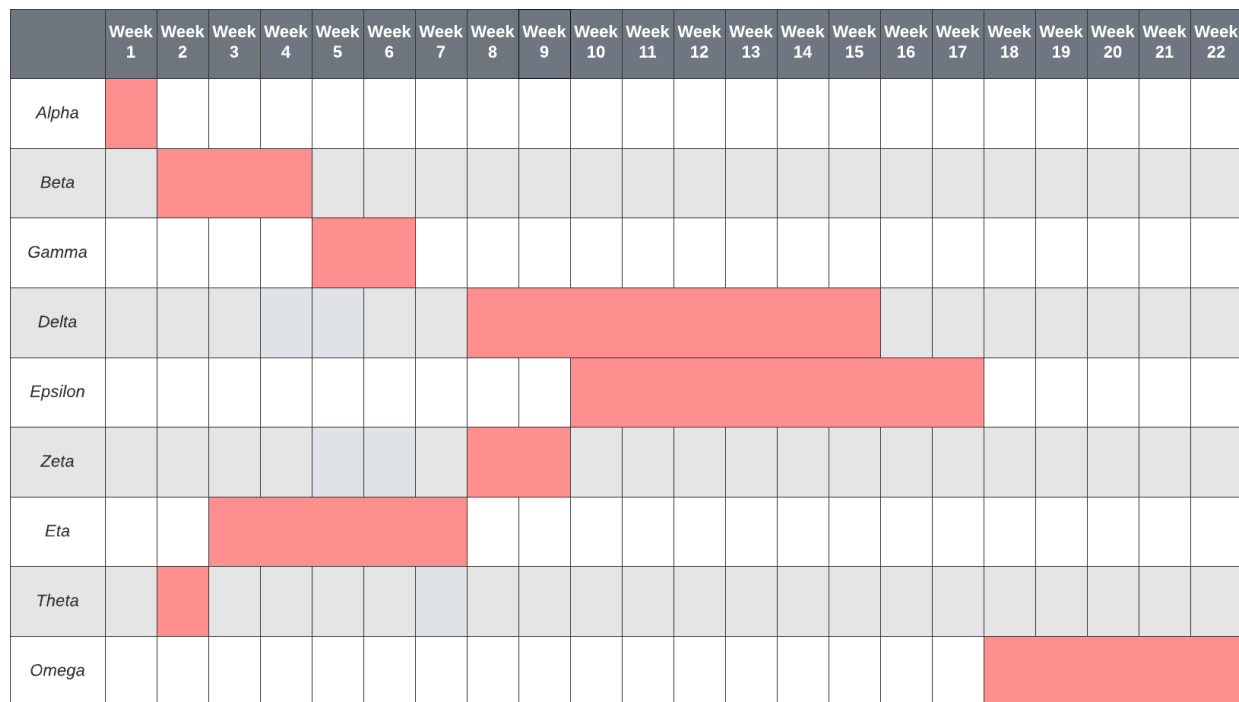 Week Week Week Week Week Week Week Week Week Week Week Week Week Week Week Week Week Week Week Week Week Week
1 2 3 4 5 6 7 8 9 10 11 12 13 14 15 16 17 18 19 20 21 22
Alpha
Beta
Gamma
Delta
Epsilon
Zeta
Eta
Theta
Omega